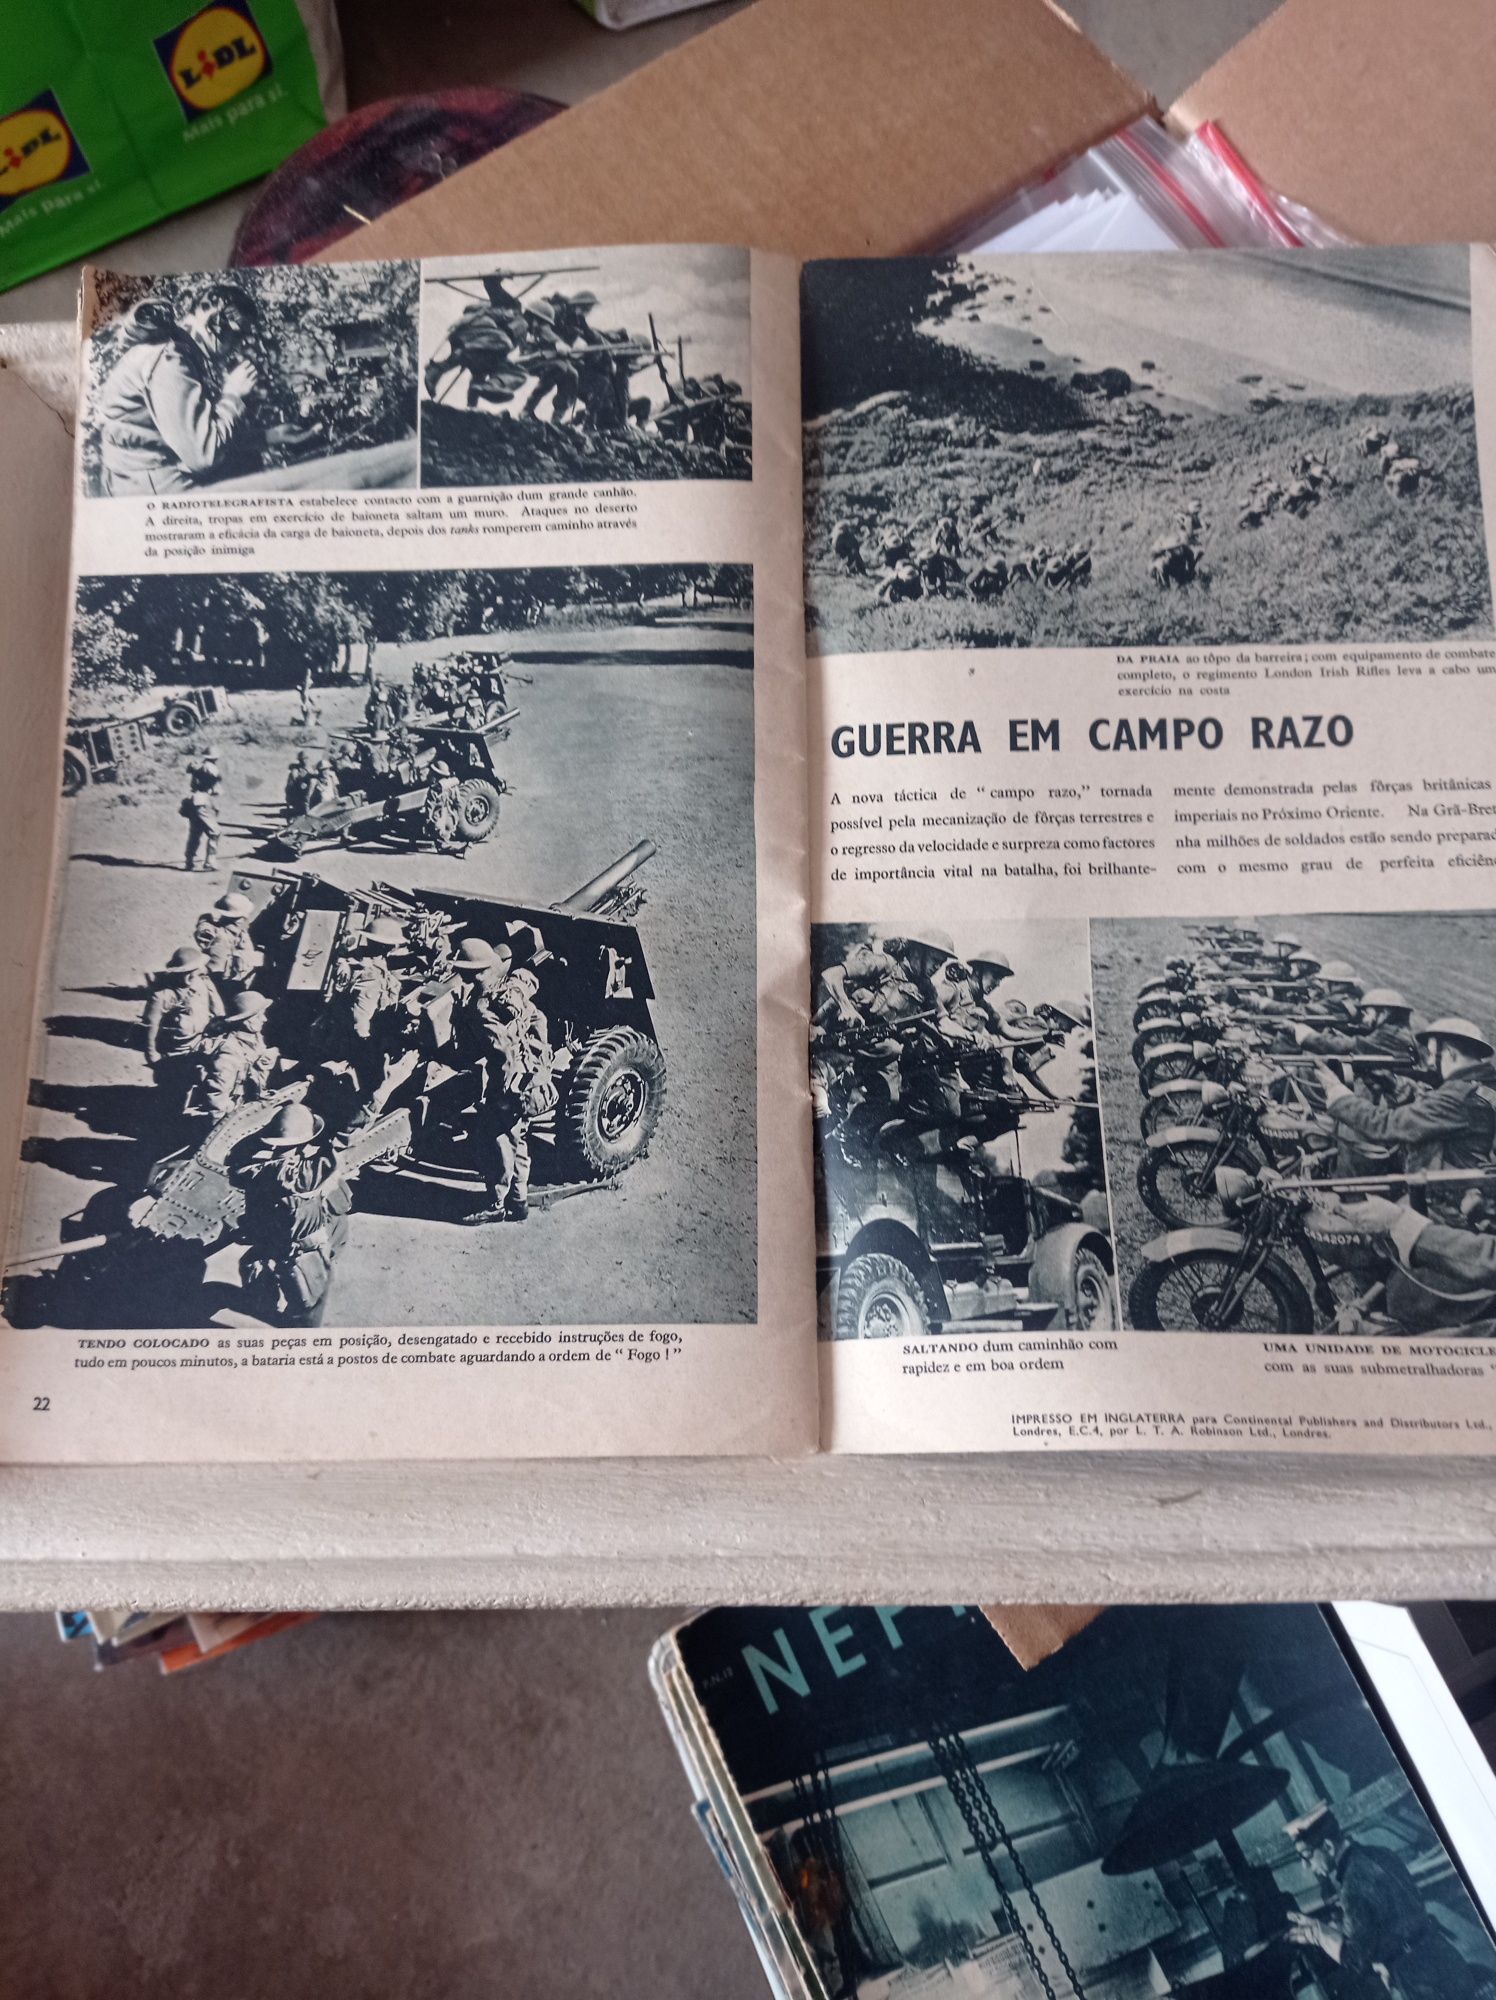 LIDL
Mais para si.
LIDL
Mais para si.
O RADIOTELEGRAFISTA estabelece contacto com a guarnição dum grande canhão.
A direita, tropas em exercício de baioneta saltam um muro. Ataques no deserto
mostraram a eficácia da carga de baioneta, depois dos tanks romperem caminho através
da posição inimiga
TENDO COLOCADO as suas peças em posição, desengatado e recebido instruções de fogo,
tudo em poucos minutos, a bataria está a postos de combate aguardando a ordem de “ Fogo ! ”
22
DA PRAIA ao tôpo da barreira ; com equipamento de combate
completo, o regimento London Irish Rifles leva a cabo um
exercício na costa
GUERRA EM CAMPO RAZO
A nova táctica de “ campo razo,” tornada
possível pela mecanização de fôrças terrestres e
o regresso da velocidade e surpreza como factores
de importância vital na batalha, foi brilhante-
mente demonstrada pelas fôrças britânicas
imperiais no Próximo Oriente. Na Grã-Bret
nha milhões de soldados estão sendo preparad
com o mesmo grau de perfeita eficiên
C4342074
SALTANDO dum caminhão com
rapidez e em boa ordem
UMA UNIDADE DE MOTOCICLE
com as suas submetralhadoras “
IMPRESSO EM INGLATERRA para Continental Publishers and Distributors Ltd.,
Londres, E.C.4, por L. T. A. Robinson Ltd., Londres.
P.N.12
NEP